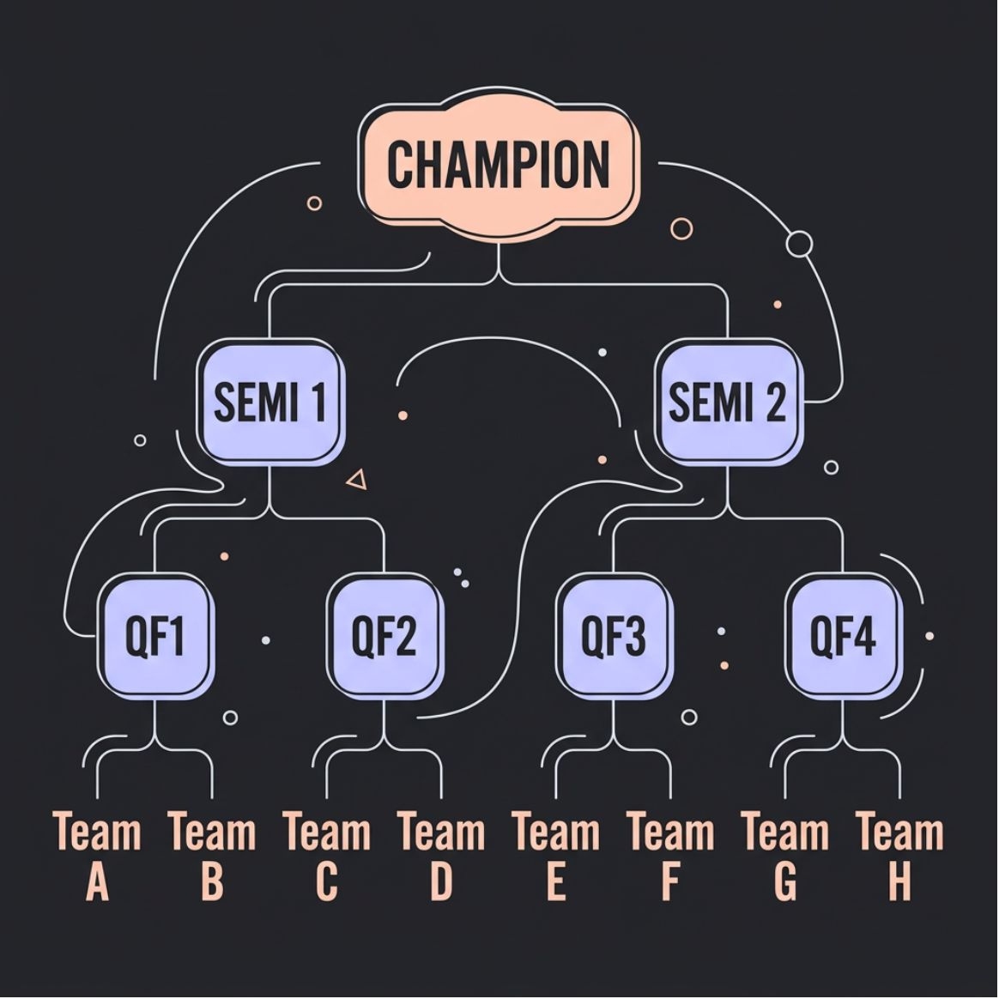 CHAMPION
SEMI 1
SEMI 2
QF1
QF2
QF3
QF4
Team A
Team B
Team C
Team D
Team E
Team F
Team G
Team H